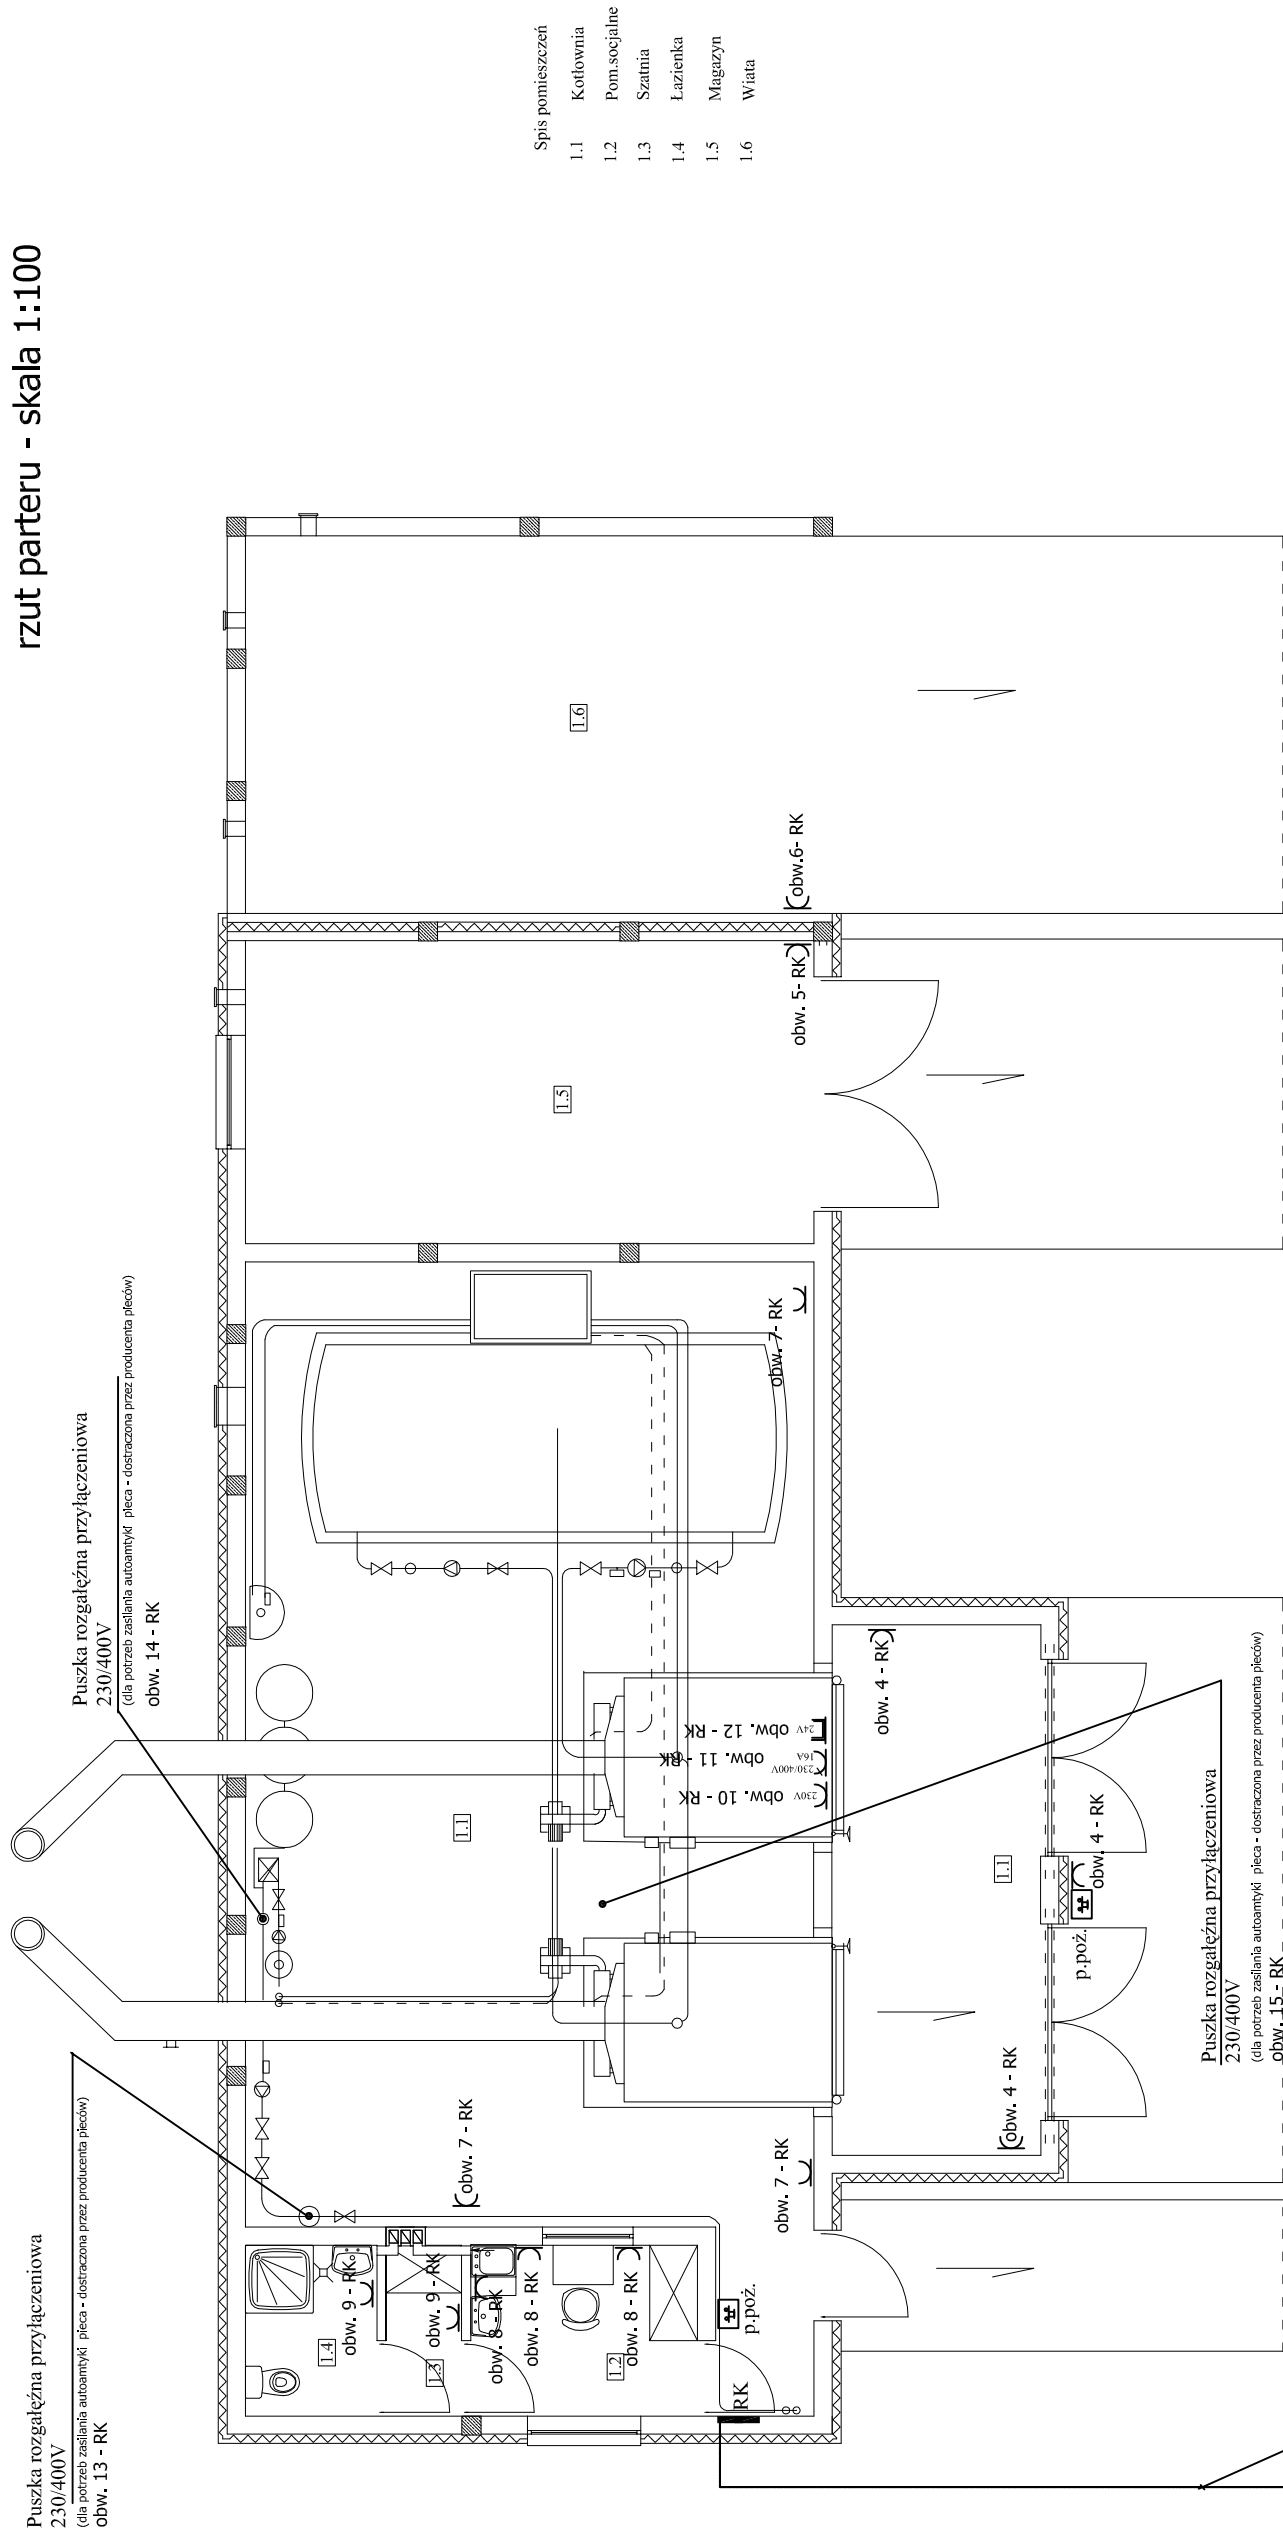 rzut parteru - skala 1:100
Spis pomieszczeń
1.1 Kotłownia
1.2 Pom.socjalne
1.3 Szatnia
1.4 Łazienka
1.5 Magazyn
1.6 Wiata
Puszka rozgałęźna przyłączeniowa
230/400V
(dla potrzeb zasilania autoamtyki pieca - dostraczona przez producenta pieców)
obw. 13 - RK
Puszka rozgałęźna przyłączeniowa
230/400V
(dla potrzeb zasilania autoamtyki pieca - dostraczona przez producenta pieców)
obw. 14 - RK
1.4
obw. 9 - RK
1.3
obw. 9 - RK
obw. 8 - RK
obw. 8 - RK
1.2
obw. 8 - RK
RK
p.poż.
obw. 7 - RK
obw. 7 - RK
1.1
obw. 7 - RK
24V obw. 12 - RK
16A
230/400V obw. 11 - RK
230V obw. 10 - RK
1.5
obw. 5- RK
1.6
obw.6- RK
obw. 4 - RK
1.1
obw. 4 - RK
obw. 4 - RK
p.poż.
Puszka rozgałęźna przyłączeniowa
230/400V
(dla potrzeb zasilania autoamtyki pieca - dostraczona przez producenta pieców)
obw. 15 - RK